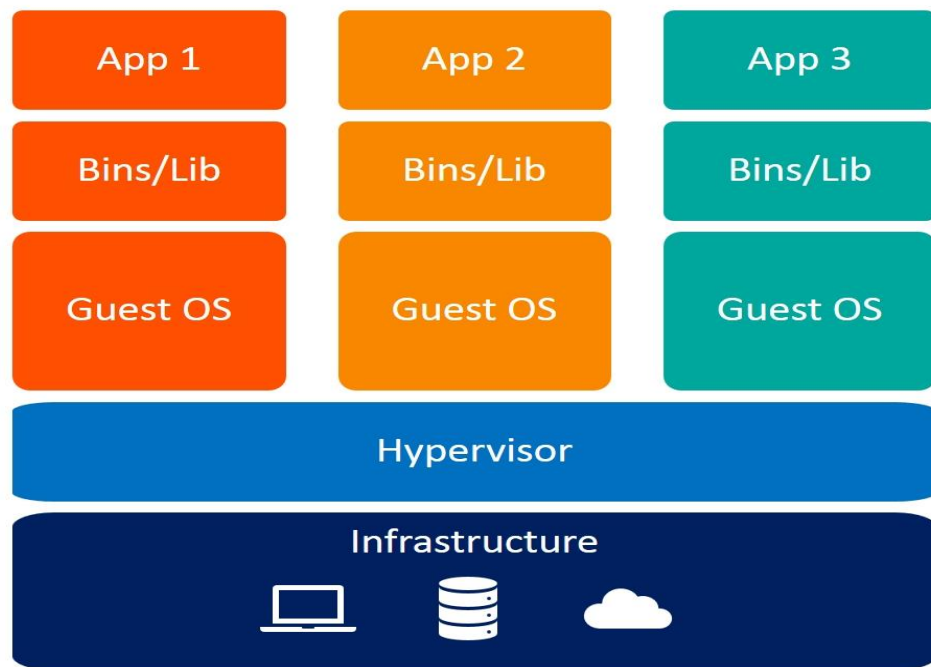 App 1
App 2
App 3
Bins/Lib
Bins/Lib
Bins/Lib
Guest OS
Guest OS
Guest OS
Hypervisor
Infrastructure